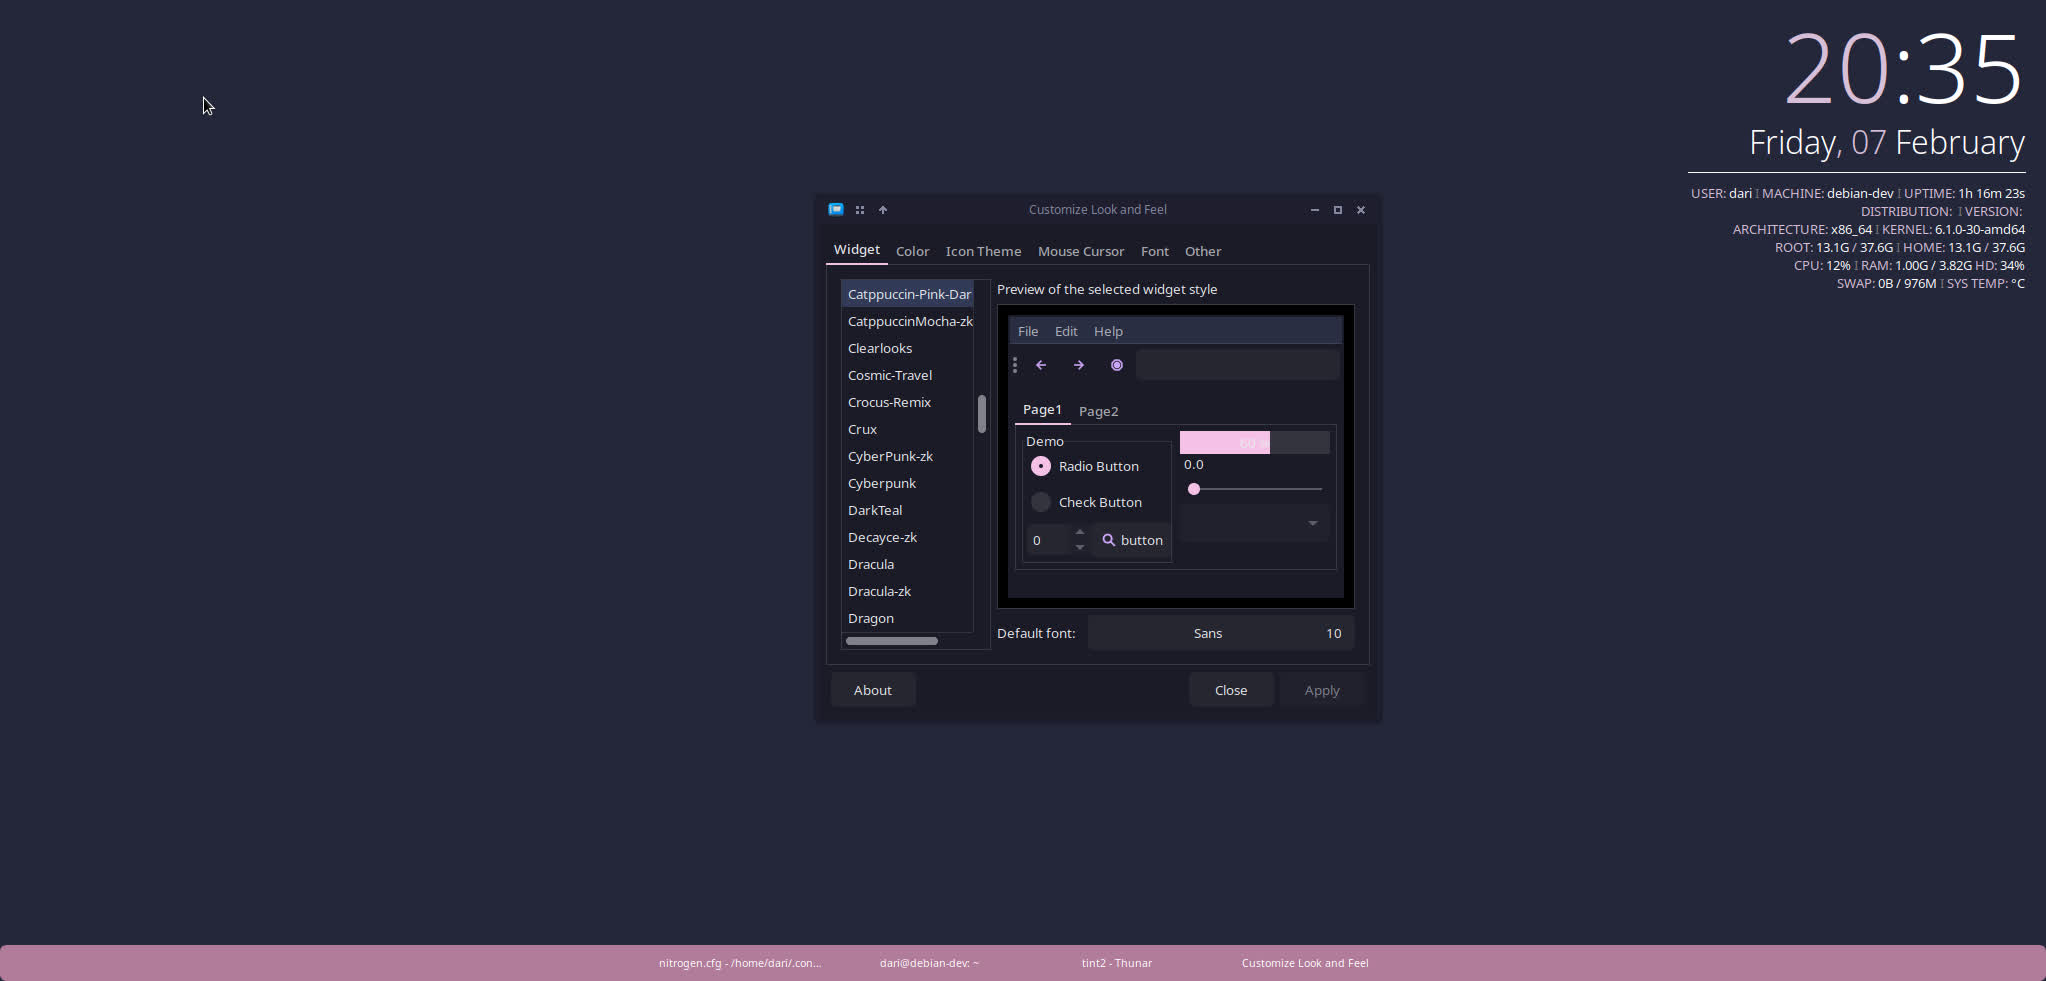 20:35
Friday, 07 February
USER: dari I MACHINE: debian-dev I UPTIME: 1h 16m 23s
DISTRIBUTION: I VERSION:
ARCHITECTURE: x86_64 I KERNEL: 6.1.0-30-amd64
ROOT: 13.1G / 37.6G I HOME: 13.1G / 37.6G
CPU: 12% I RAM: 1.00G / 3.82G HD: 34%
SWAP: 0B / 976M I SYS TEMP: °C
Customize Look and Feel
Widget Color Icon Theme Mouse Cursor Font Other
Catppuccin-Pink-Dar
CatppuccinMocha-zk
Clearlooks
Cosmic-Travel
Crocus-Remix
Crux
CyberPunk-zk
Cyberpunk
DarkTeal
Decayce-zk
Dracula
Dracula-zk
Dragon
Preview of the selected widget style
File Edit Help
Page1 Page2
Demo
Radio Button
Check Button
0 button
60 %
0.0
Default font: Sans 10
About Close Apply
nitrogen.cfg - /home/dari/.con... dari@debian-dev: ~ tint2 - Thunar Customize Look and Feel